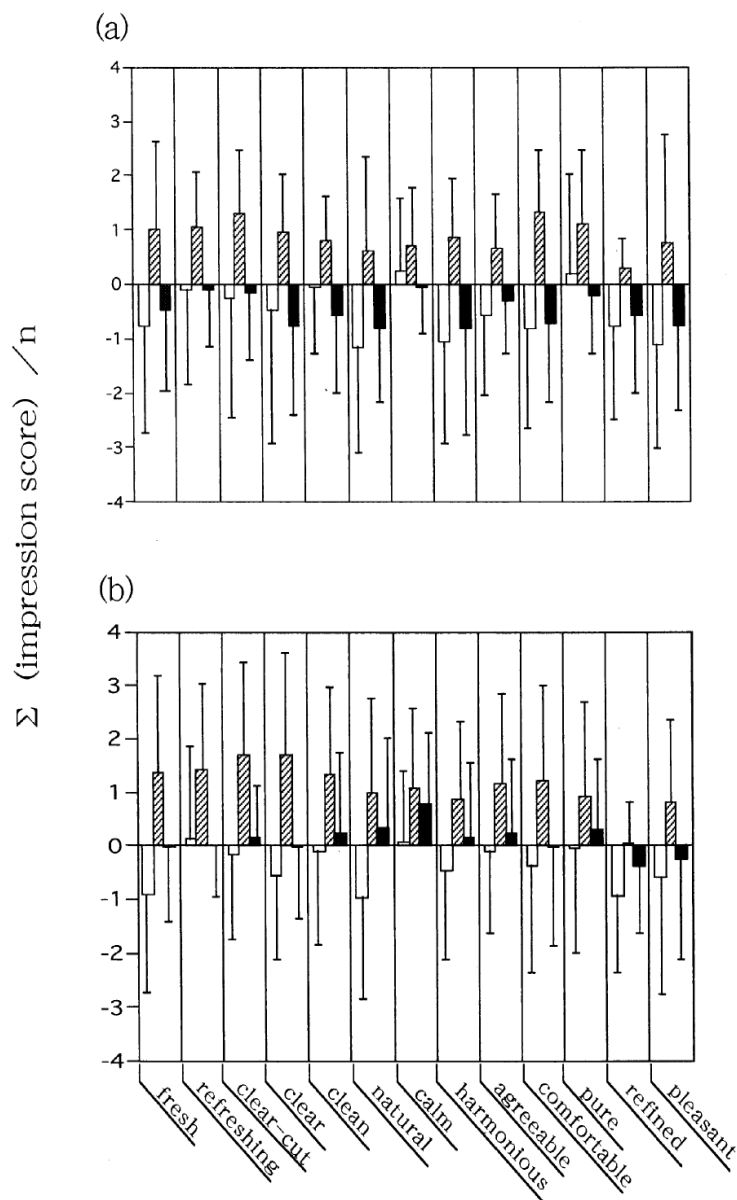 (a)
4
3
2
1
0
-1
-2
-3
-4
(b)
4
3
2
1
0
-1
-2
-3
-4
Σ (impression score) /n
fresh
refreshing
clear-cut
clear
clean
natural
calm
harmonious
agreeable
comfortable
pure
refined
pleasant